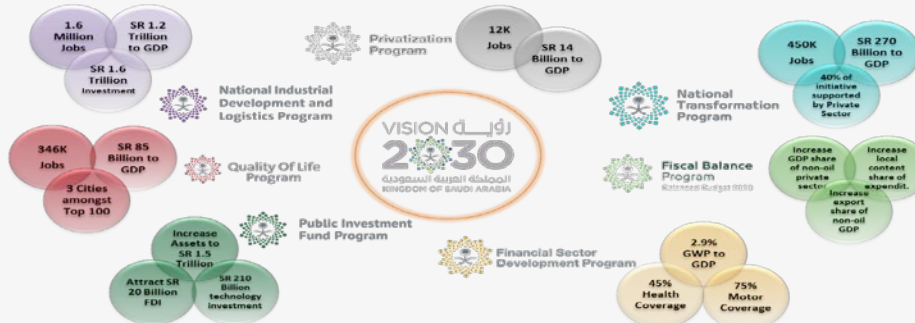 1.6
Million
Jobs
SR 1.2
Trillion
to GDP
SR 1.6
Trillion
Investment
National Industrial
Development and
Logistics Program
Privatization
Program
12K
Jobs
SR 14
Billion to
GDP
450K
Jobs
SR 270
Billion to
GDP
40% of
initiative
supported
by Private
Sector
National
Transformation
Program
346K
Jobs
SR 85
Billion to
GDP
3 Cities
amongst
Top 100
Quality Of Life
Program
VISION رؤيــة
2030
المملكة العربية السعودية
KINGDOM OF SAUDI ARABIA
Fiscal Balance
Program
Balanced Budget 2020
Increase
GDP share
of non-oil
private
sector
Increase
local
content
share of
expendit.
Increase
export
share of
non-oil
GDP
Public Investment
Fund Program
Increase
Assets to
SR 1.5
Trillion
Attract SR
20 Billion
FDI
SR 210
Billion
technology
investment
Financial Sector
Development Program
2.9%
GWP to
GDP
45%
Health
Coverage
75%
Motor
Coverage